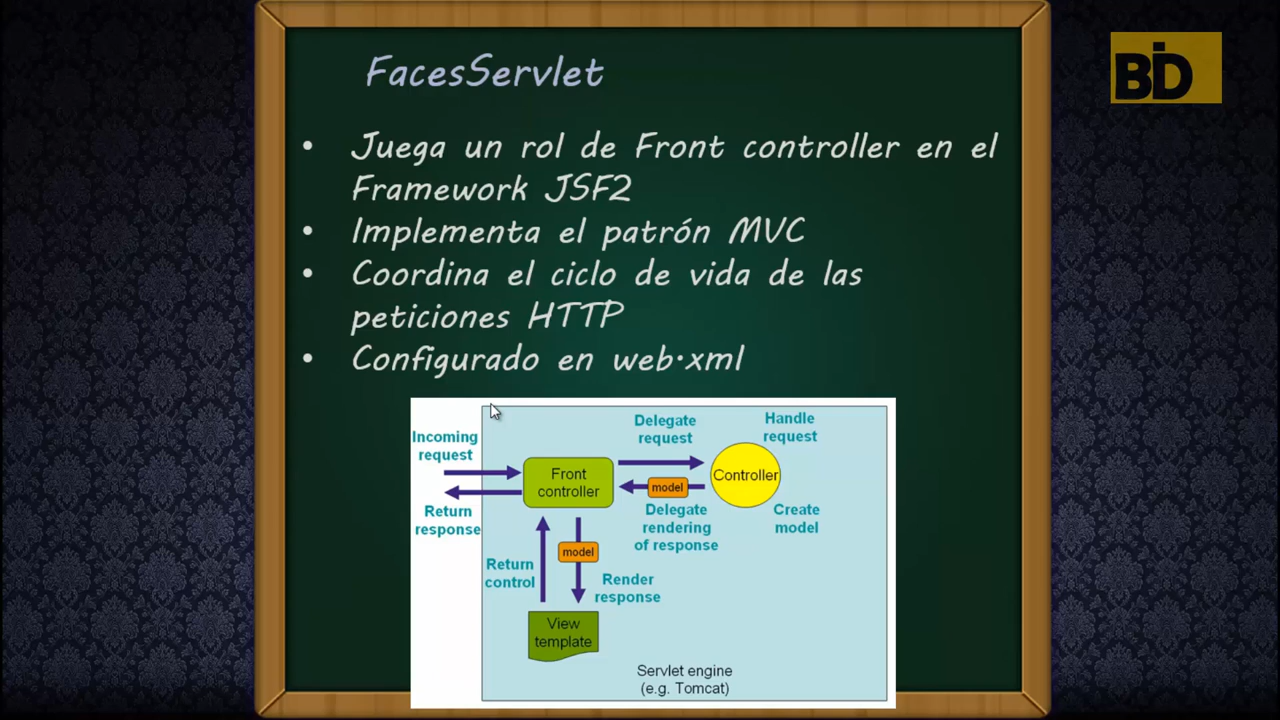 FacesServlet
BID
• Juega un rol de Front controller en el
Framework JSF2
• Implementa el patrón MVC
• Coordina el ciclo de vida de las
peticiones HTTP
• Configurado en web.xml
Incoming
request
Return
response
Front
controller
Delegate
request
Handle
request
Controller
model
Delegate
rendering
of response
Create
model
Return
control
model
Render
response
View
template
Servlet engine
(e.g. Tomcat)